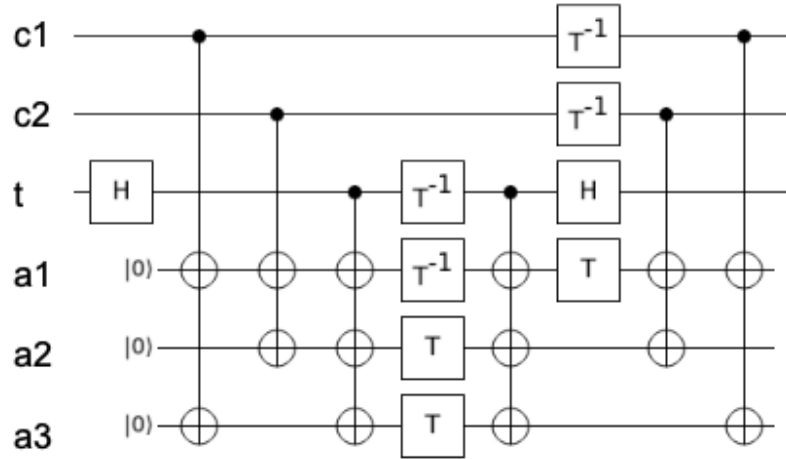 c1 T⁻¹
c2 T⁻¹
t H T⁻¹ H
a1 |0⟩ T⁻¹ T
a2 |0⟩ T
a3 |0⟩ T